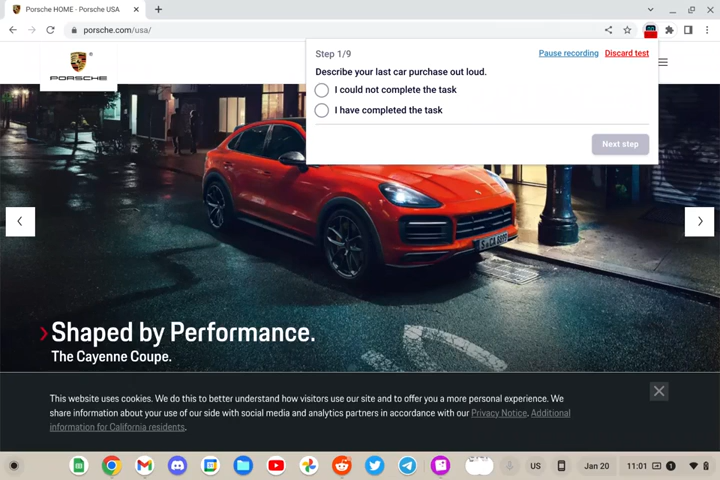 Porsche HOME - Porsche USA
porsche.com/usa/
PORSCHE
Step 1/9
Pause recording
Discard test
Describe your last car purchase out loud.
I could not complete the task
I have completed the task
Next step
Shaped by Performance.
The Cayenne Coupe.
This website uses cookies. We do this to better understand how visitors use our site and to offer you a more personal experience. We
share information about your use of our side with social media and analytics partners in accordance with our Privacy Notice. Additional
information for California residents.
US
Jan 20
11:01